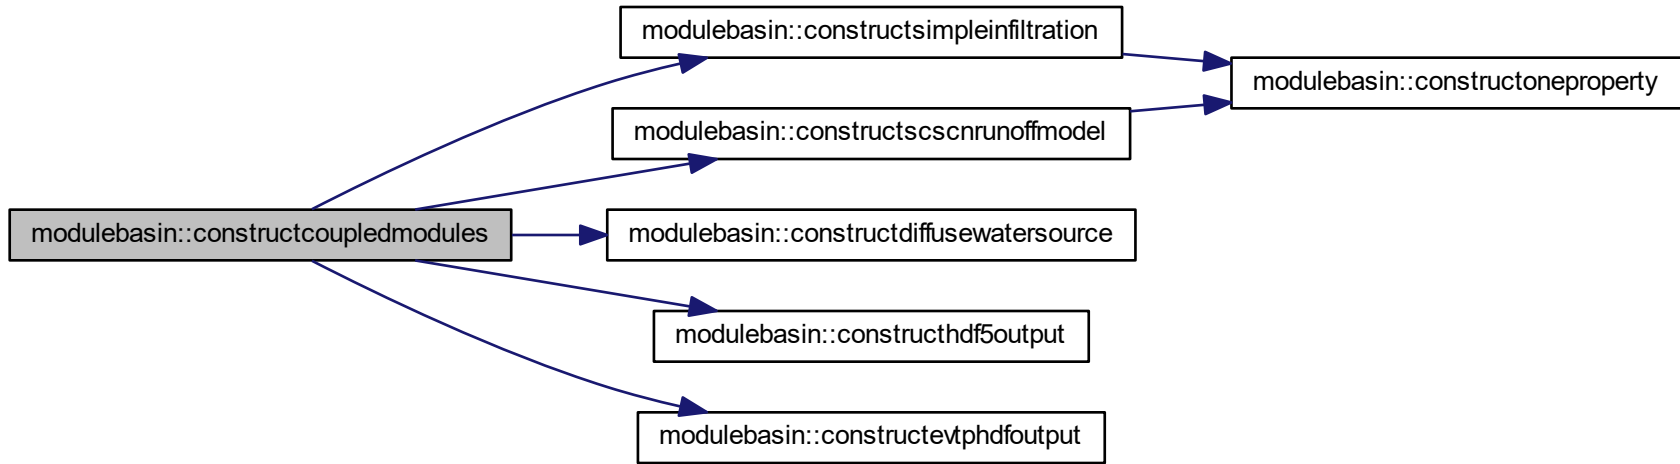 modulebasin::constructsimpleinfiltration
modulebasin::constructoneproperty
modulebasin::constructscscnrunoffmodel
modulebasin::constructcoupledmodules
modulebasin::constructdiffusewatersource
modulebasin::constructhdf5output
modulebasin::constructevtphdfoutput